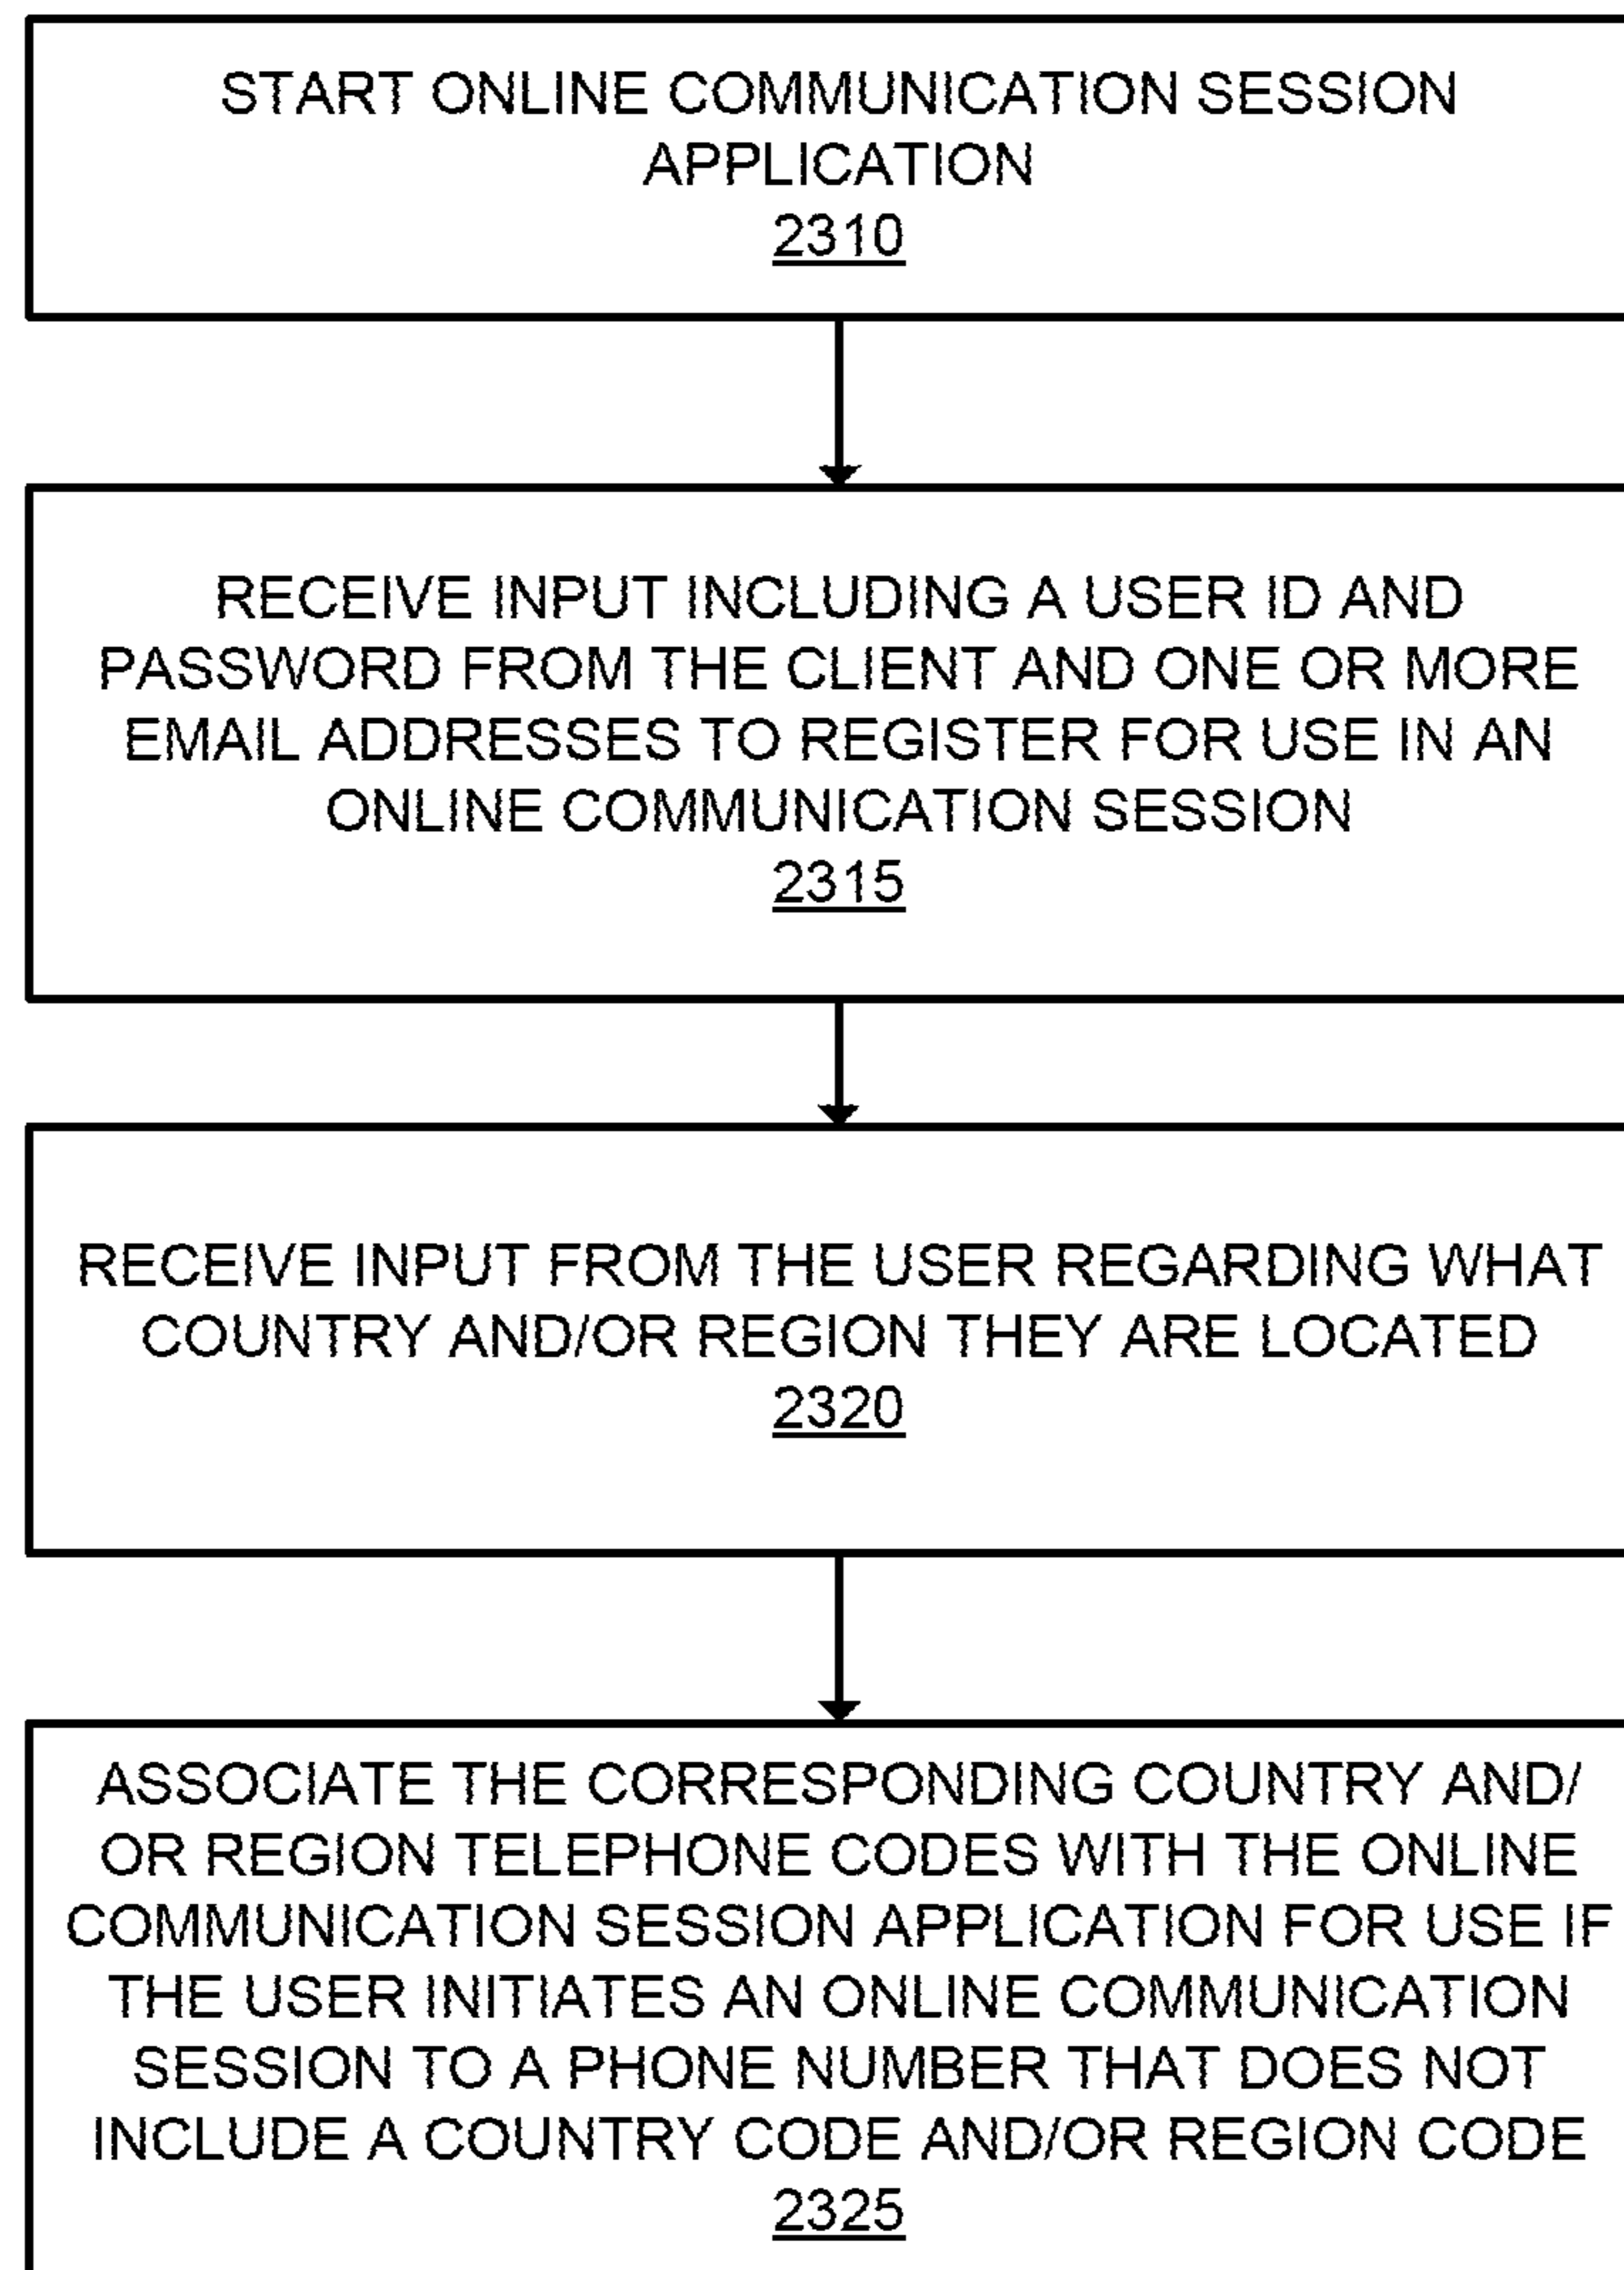 START ONLINE COMMUNICATION SESSION
APPLICATION
2310
RECEIVE INPUT INCLUDING A USER ID AND
PASSWORD FROM THE CLIENT AND ONE OR MORE
EMAIL ADDRESSES TO REGISTER FOR USE IN AN
ONLINE COMMUNICATION SESSION
2315
RECEIVE INPUT FROM THE USER REGARDING WHAT
COUNTRY AND/OR REGION THEY ARE LOCATED
2320
ASSOCIATE THE CORRESPONDING COUNTRY AND/
OR REGION TELEPHONE CODES WITH THE ONLINE
COMMUNICATION SESSION APPLICATION FOR USE IF
THE USER INITIATES AN ONLINE COMMUNICATION
SESSION TO A PHONE NUMBER THAT DOES NOT
INCLUDE A COUNTRY CODE AND/OR REGION CODE
2325